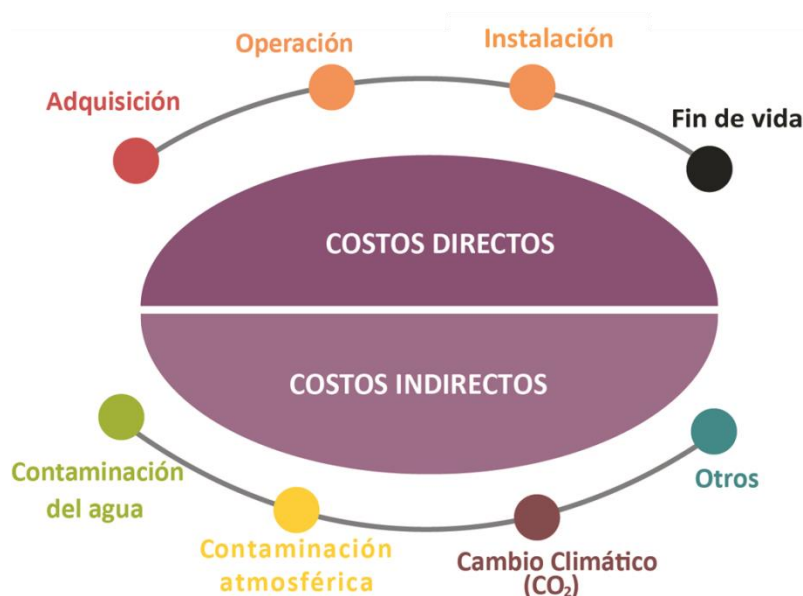 Operación
Instalación
Adquisición
Fin de vida
COSTOS DIRECTOS
COSTOS INDIRECTOS
Contaminación
del agua
Contaminación
atmosférica
Cambio Climático
(CO₂)
Otros